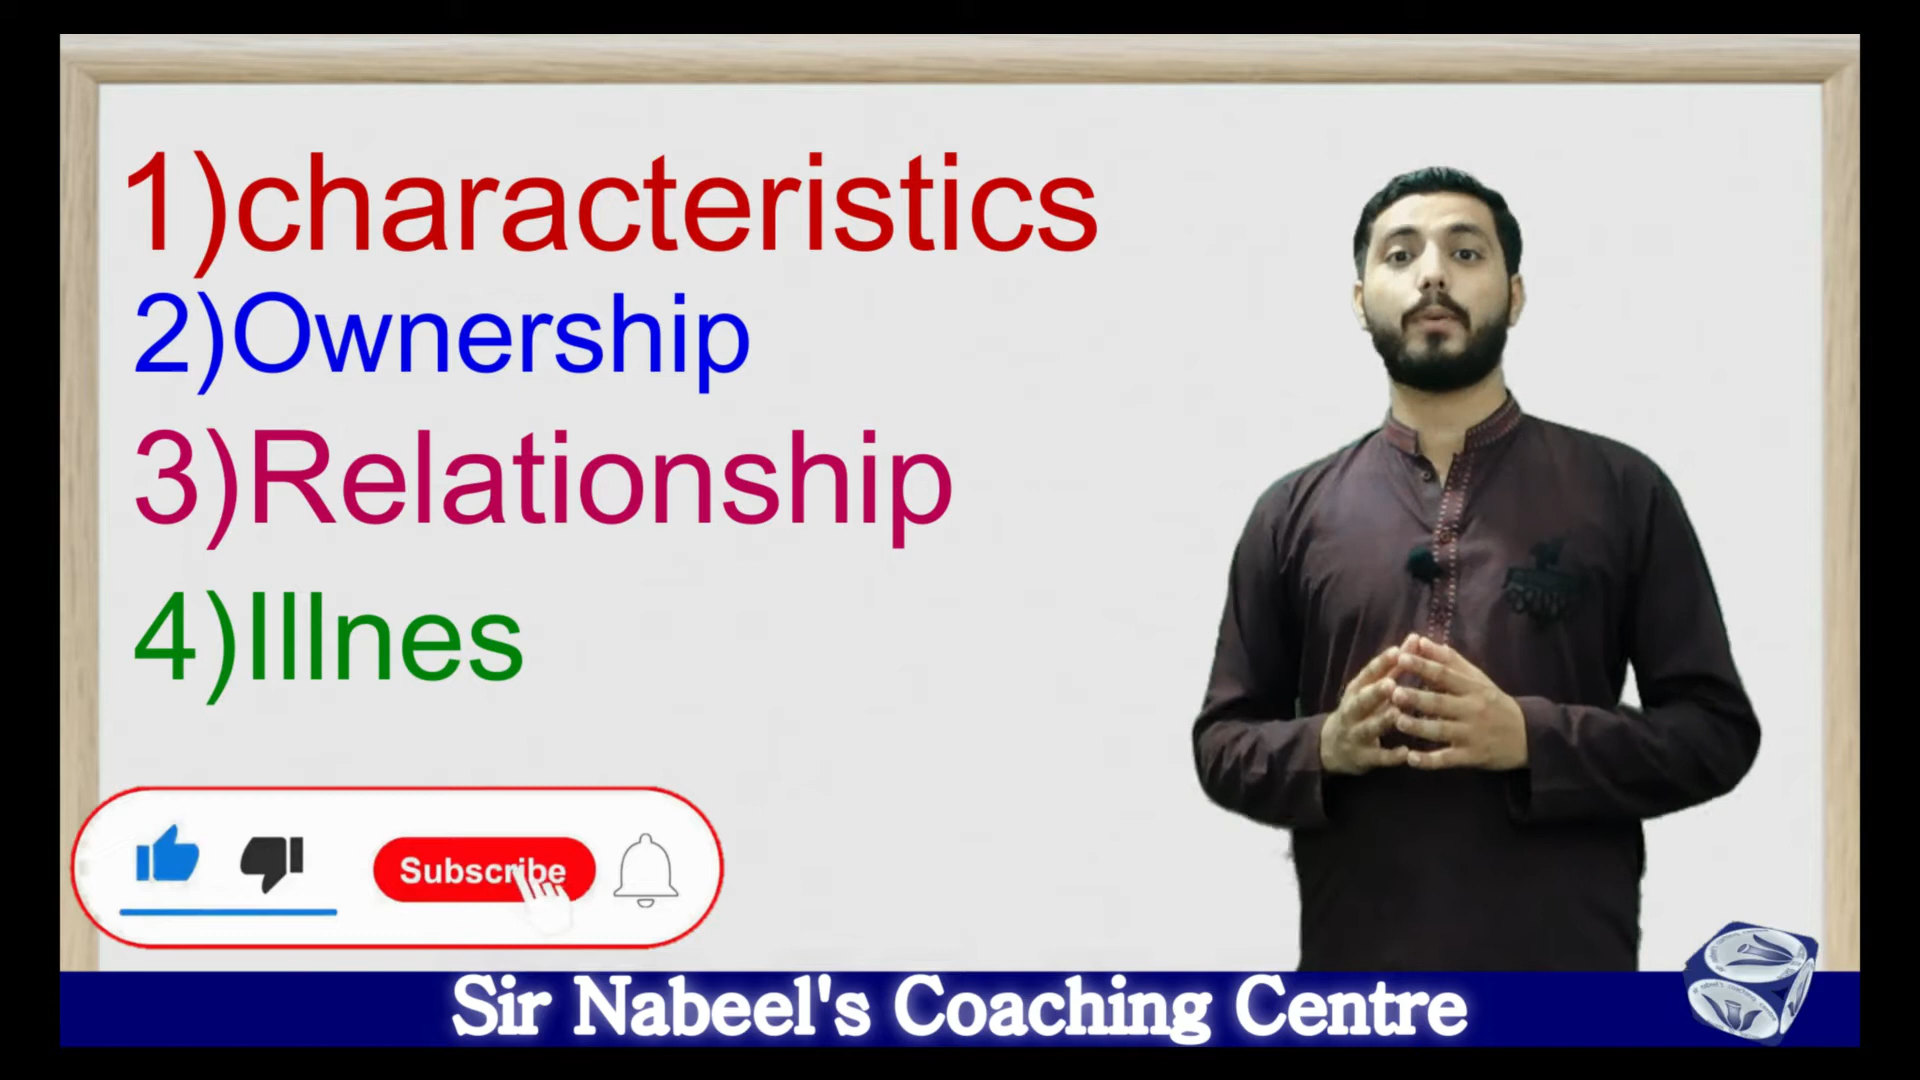 1)characteristics
2)Ownership
3)Relationship
4)Illnes
Subscribe
Sir Nabeel's Coaching Centre